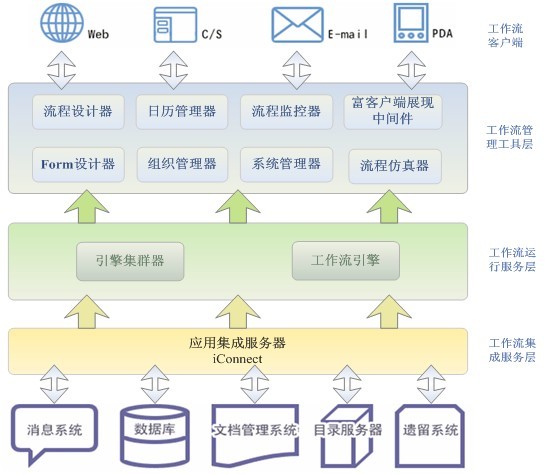 Web
C/S
E-mail
PDA
工作流
客户端
流程设计器
日历管理器
流程监控器
富客户端展现
中间件
Form设计器
组织管理器
系统管理器
流程仿真器
工作流管
理工具层
引擎集群器
工作流引擎
工作流运
行服务层
应用集成服务器
iConnect
工作流集
成服务层
消息系统
数据库
文档管理系统
目录服务器
遗留系统